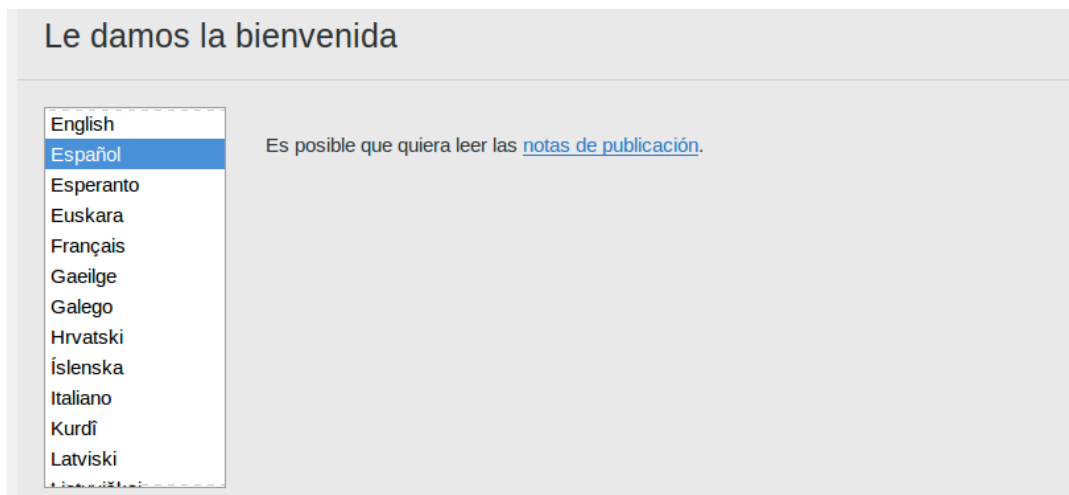 Le damos la bienvenida
English
Español
Esperanto
Euskara
Français
Gaeilge
Galego
Hrvatski
Íslenska
Italiano
Kurdî
Latviski
Es posible que quiera leer las notas de publicación.